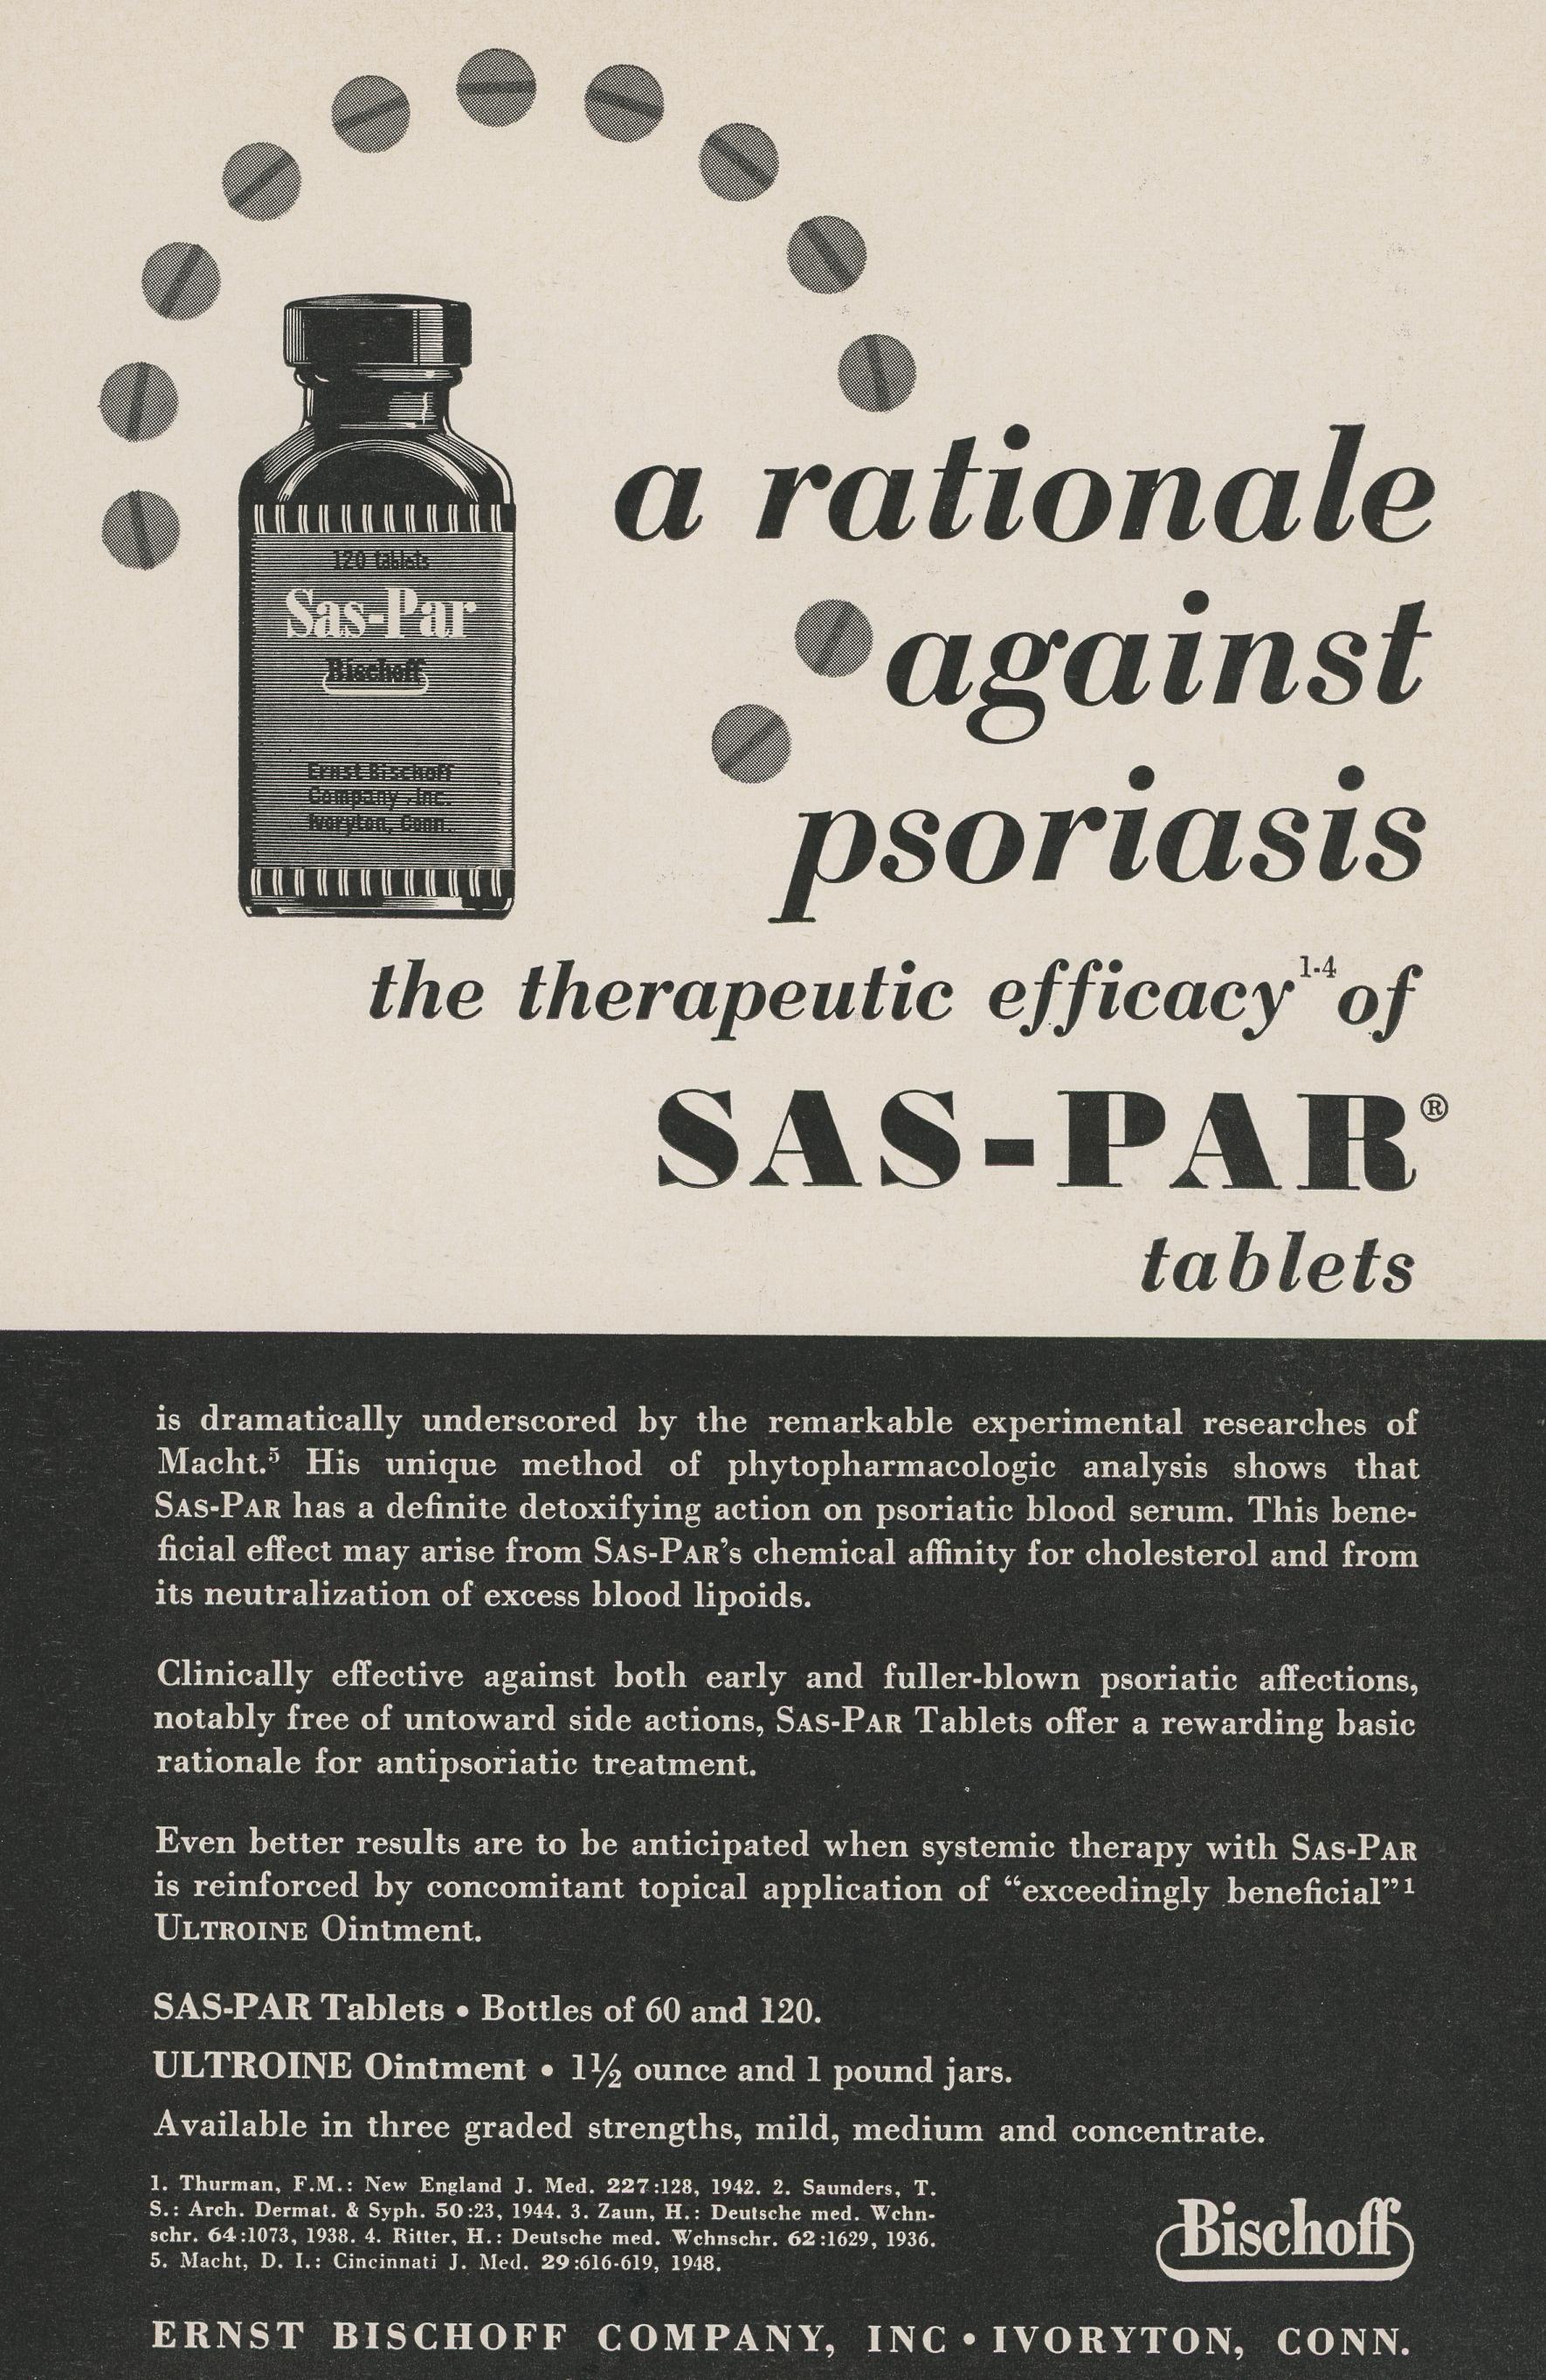 120 tablets
Sas-Par
Bischoff
Ernst Bischoff
Company, Inc.
Ivoryton, Conn.
a rationale
against
psoriasis
the therapeutic efficacy¹⁻⁴ of
SAS-PAR®
tablets
is dramatically underscored by the remarkable experimental researches of
Macht.⁵ His unique method of phytopharmacologic analysis shows that
SAS-PAR has a definite detoxifying action on psoriatic blood serum. This bene-
ficial effect may arise from SAS-PAR's chemical affinity for cholesterol and from
its neutralization of excess blood lipoids.
Clinically effective against both early and fuller-blown psoriatic affections,
notably free of untoward side actions, SAS-PAR Tablets offer a rewarding basic
rationale for antipsoriatic treatment.
Even better results are to be anticipated when systemic therapy with SAS-PAR
is reinforced by concomitant topical application of “exceedingly beneficial”¹
ULTROINE Ointment.
SAS-PAR Tablets • Bottles of 60 and 120.
ULTROINE Ointment • 1½ ounce and 1 pound jars.
Available in three graded strengths, mild, medium and concentrate.
1. Thurman, F.M.: New England J. Med. 227:128, 1942. 2. Saunders, T.
S.: Arch. Dermat. & Syph. 50:23, 1944. 3. Zaun, H.: Deutsche med. Wchn-
schr. 64:1073, 1938. 4. Ritter, H.: Deutsche med. Wchnschr. 62:1629, 1936.
5. Macht, D. I.: Cincinnati J. Med. 29:616-619, 1948.
Bischoff
ERNST BISCHOFF COMPANY, INC • IVORYTON, CONN.